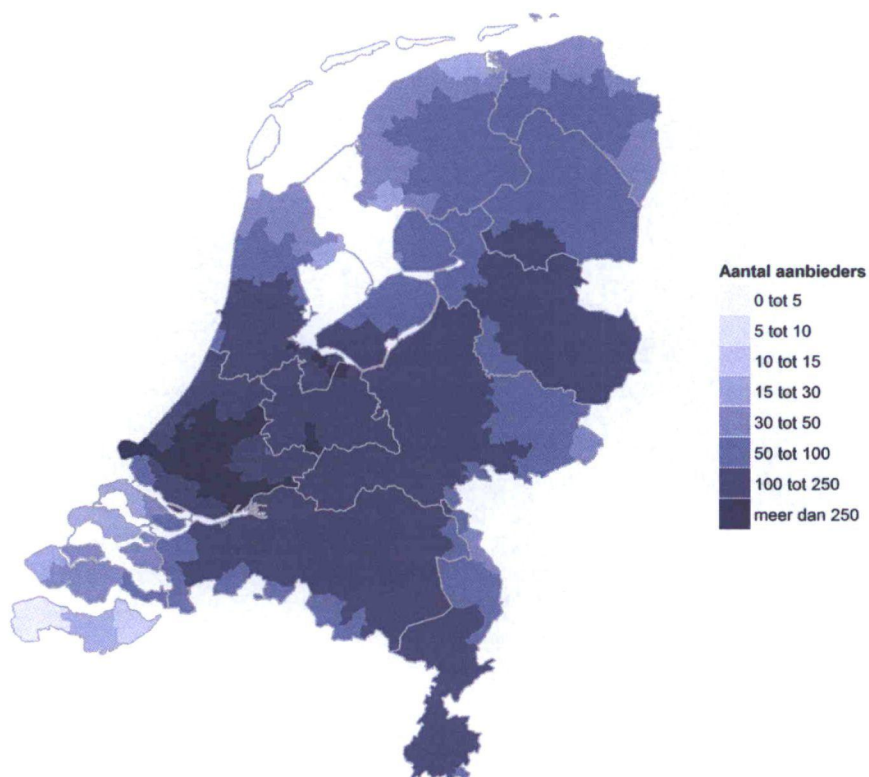 Aantal aanbieders
0 tot 5
5 tot 10
10 tot 15
15 tot 30
30 tot 50
50 tot 100
100 tot 250
meer dan 250